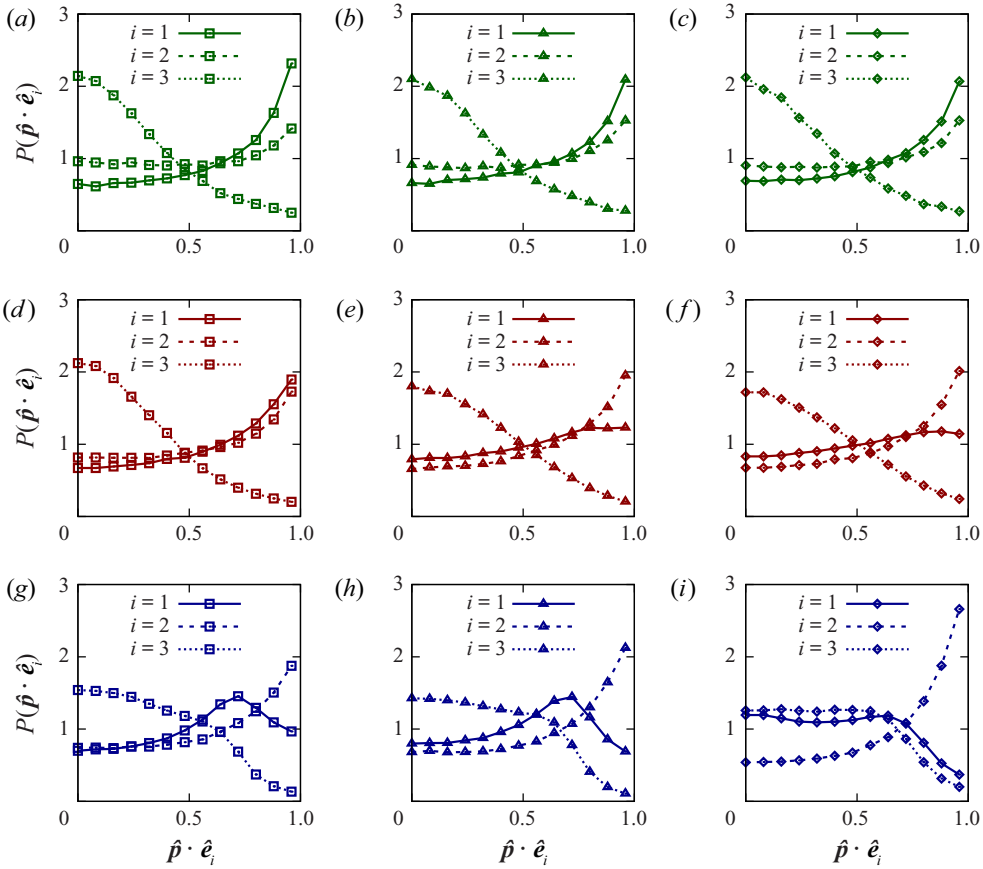 (a) (b) (c)
3 3 3
i = 1 i = 1 i = 1
i = 2 i = 2 i = 2
i = 3 i = 3 i = 3
2 2 2
P(p̂ · ê_i)
1 1 1
0 0.5 1.0 0 0.5 1.0 0 0.5 1.0
(d) (e) (f)
3 3 3
i = 1 i = 1 i = 1
i = 2 i = 2 i = 2
i = 3 i = 3 i = 3
2 2 2
P(p̂ · ê_i)
1 1 1
0 0.5 1.0 0 0.5 1.0 0 0.5 1.0
(g) (h) (i)
3 3 3
i = 1 i = 1 i = 1
i = 2 i = 2 i = 2
i = 3 i = 3 i = 3
2 2 2
P(p̂ · ê_i)
1 1 1
0 0.5 1.0 0 0.5 1.0 0 0.5 1.0
p̂ · ê_i p̂ · ê_i p̂ · ê_i